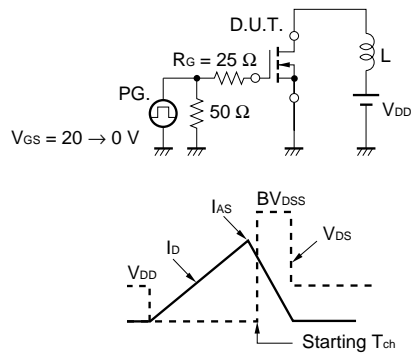 D.U.T.
RG = 25 Ω
L
PG.
50 Ω
VDD
VGS = 20 → 0 V
BVDSS
IAS
ID
VDS
VDD
Starting Tch